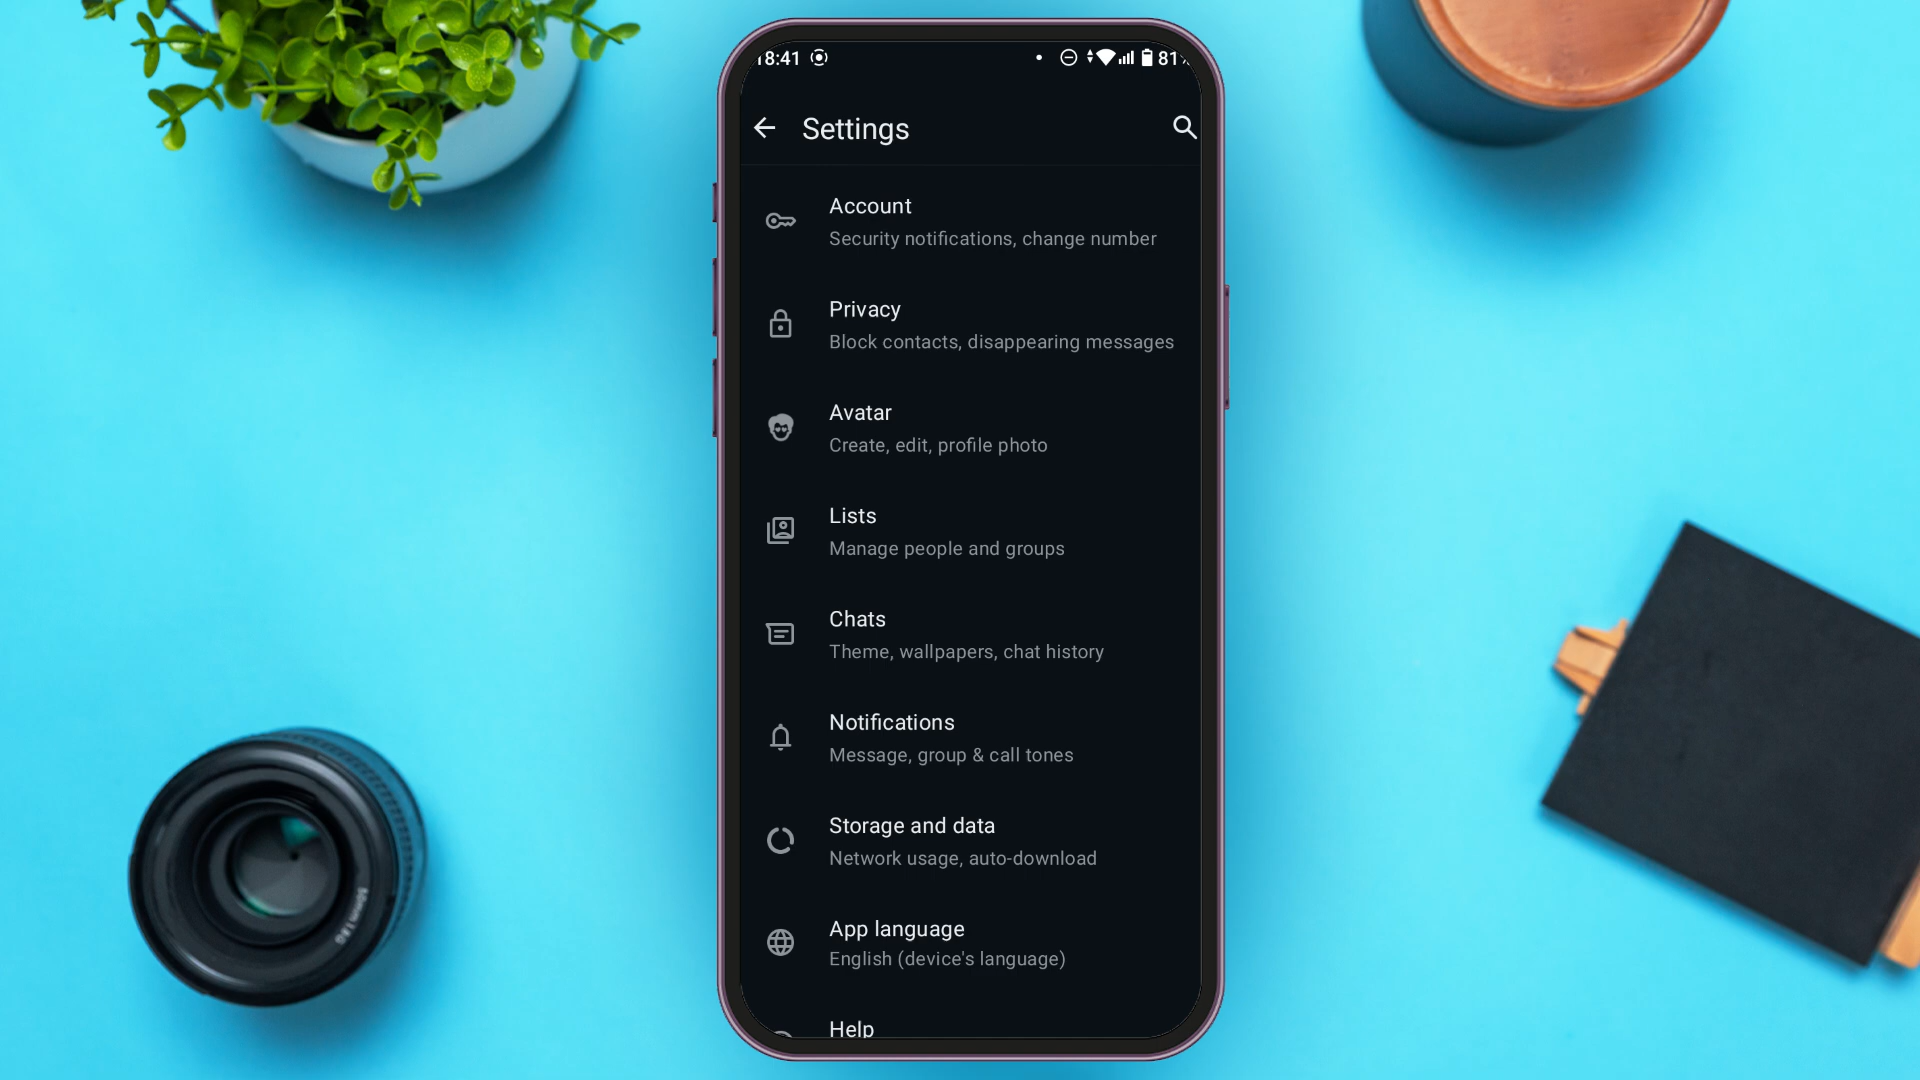 18:41 81
Settings
Account
Security notifications, change number
Privacy
Block contacts, disappearing messages
Avatar
Create, edit, profile photo
Lists
Manage people and groups
Chats
Theme, wallpapers, chat history
Notifications
Message, group & call tones
Storage and data
Network usage, auto-download
App language
English (device's language)
Help